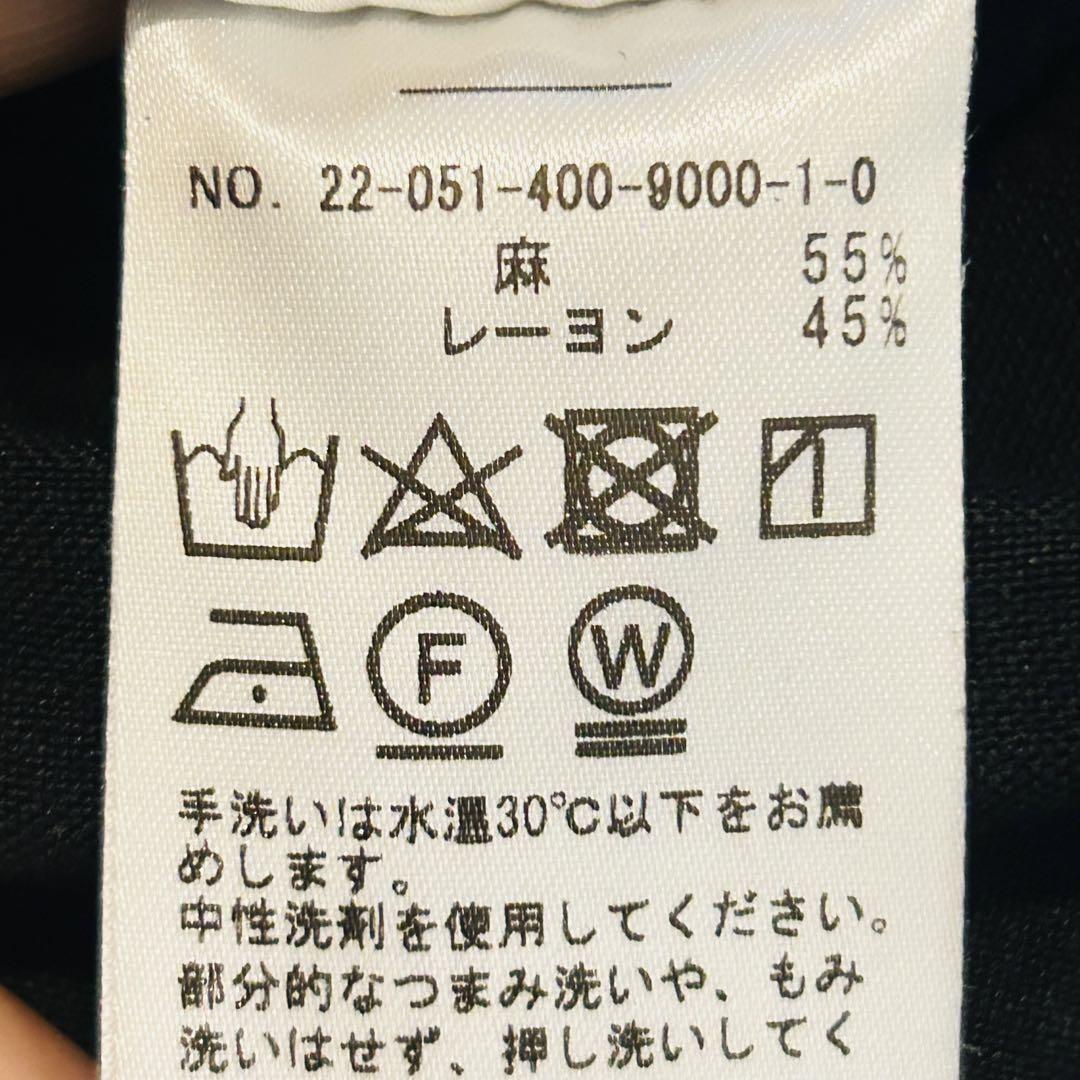 NO. 22-051-400-9000-1-0
麻 55%
レーヨン 45%
F W
手洗いは水温30℃以下をお薦
めします。
中性洗剤を使用してください。
部分的なつまみ洗いや、もみ
洗いはせず、押し洗いしてく